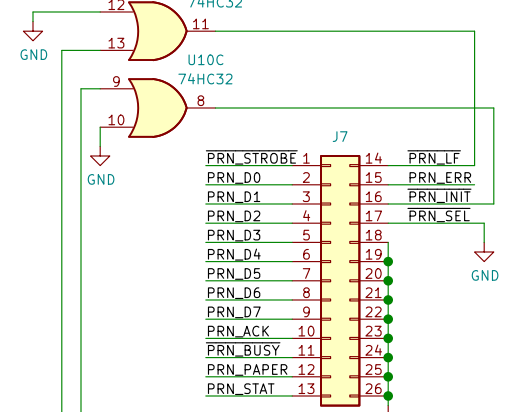 12 74HC32
11
GND 13
U10C
9 74HC32
8
10
GND
J7
PRN_STROBE 1 14 PRN_LF
PRN_D0 2 15 PRN_ERR
PRN_D1 3 16 PRN_INIT
PRN_D2 4 17 PRN_SEL
PRN_D3 5 18
PRN_D4 6 19
GND
PRN_D5 7 20
PRN_D6 8 21
PRN_D7 9 22
PRN_ACK 10 23
PRN_BUSY 11 24
PRN_PAPER 12 25
PRN_STAT 13 26